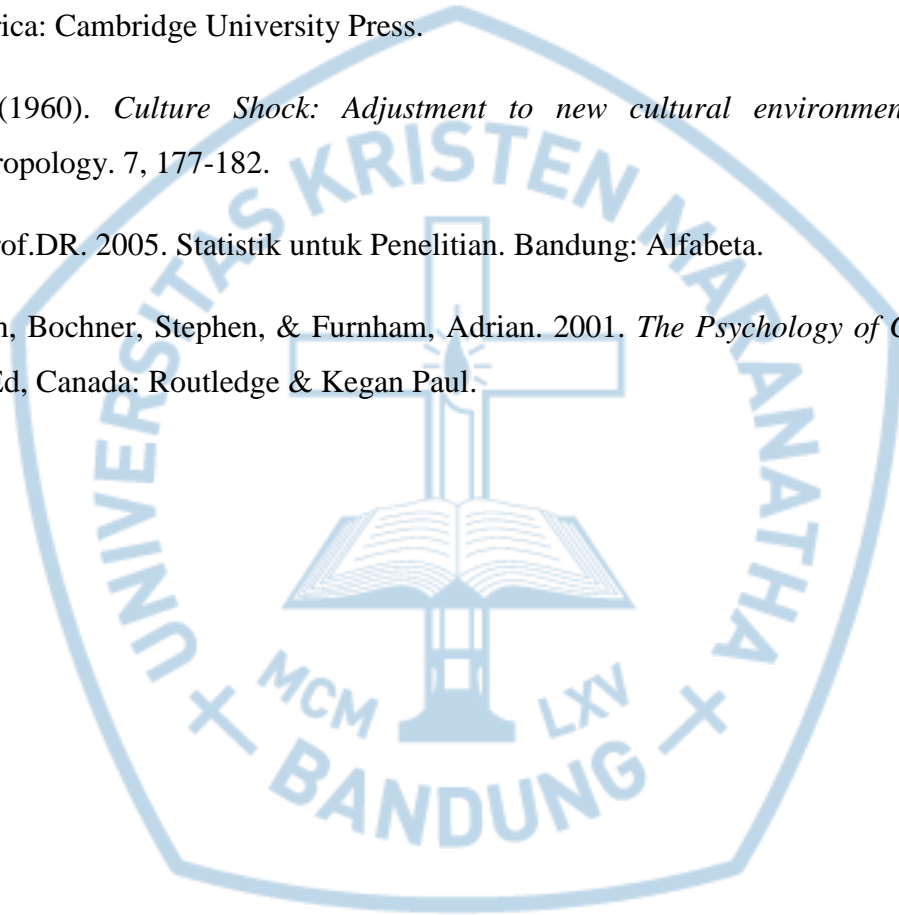 rica: Cambridge University Press.
(1960). Culture Shock: Adjustment to new cultural environmen
ropology. 7, 177-182.
of.DR. 2005. Statistik untuk Penelitian. Bandung: Alfabeta.
n, Bochner, Stephen, & Furnham, Adrian. 2001. The Psychology of C
Ed, Canada: Routledge & Kegan Paul.
UNIVERSITAS KRISTEN MARANATHA
MCM LXV
+ BANDUNG +